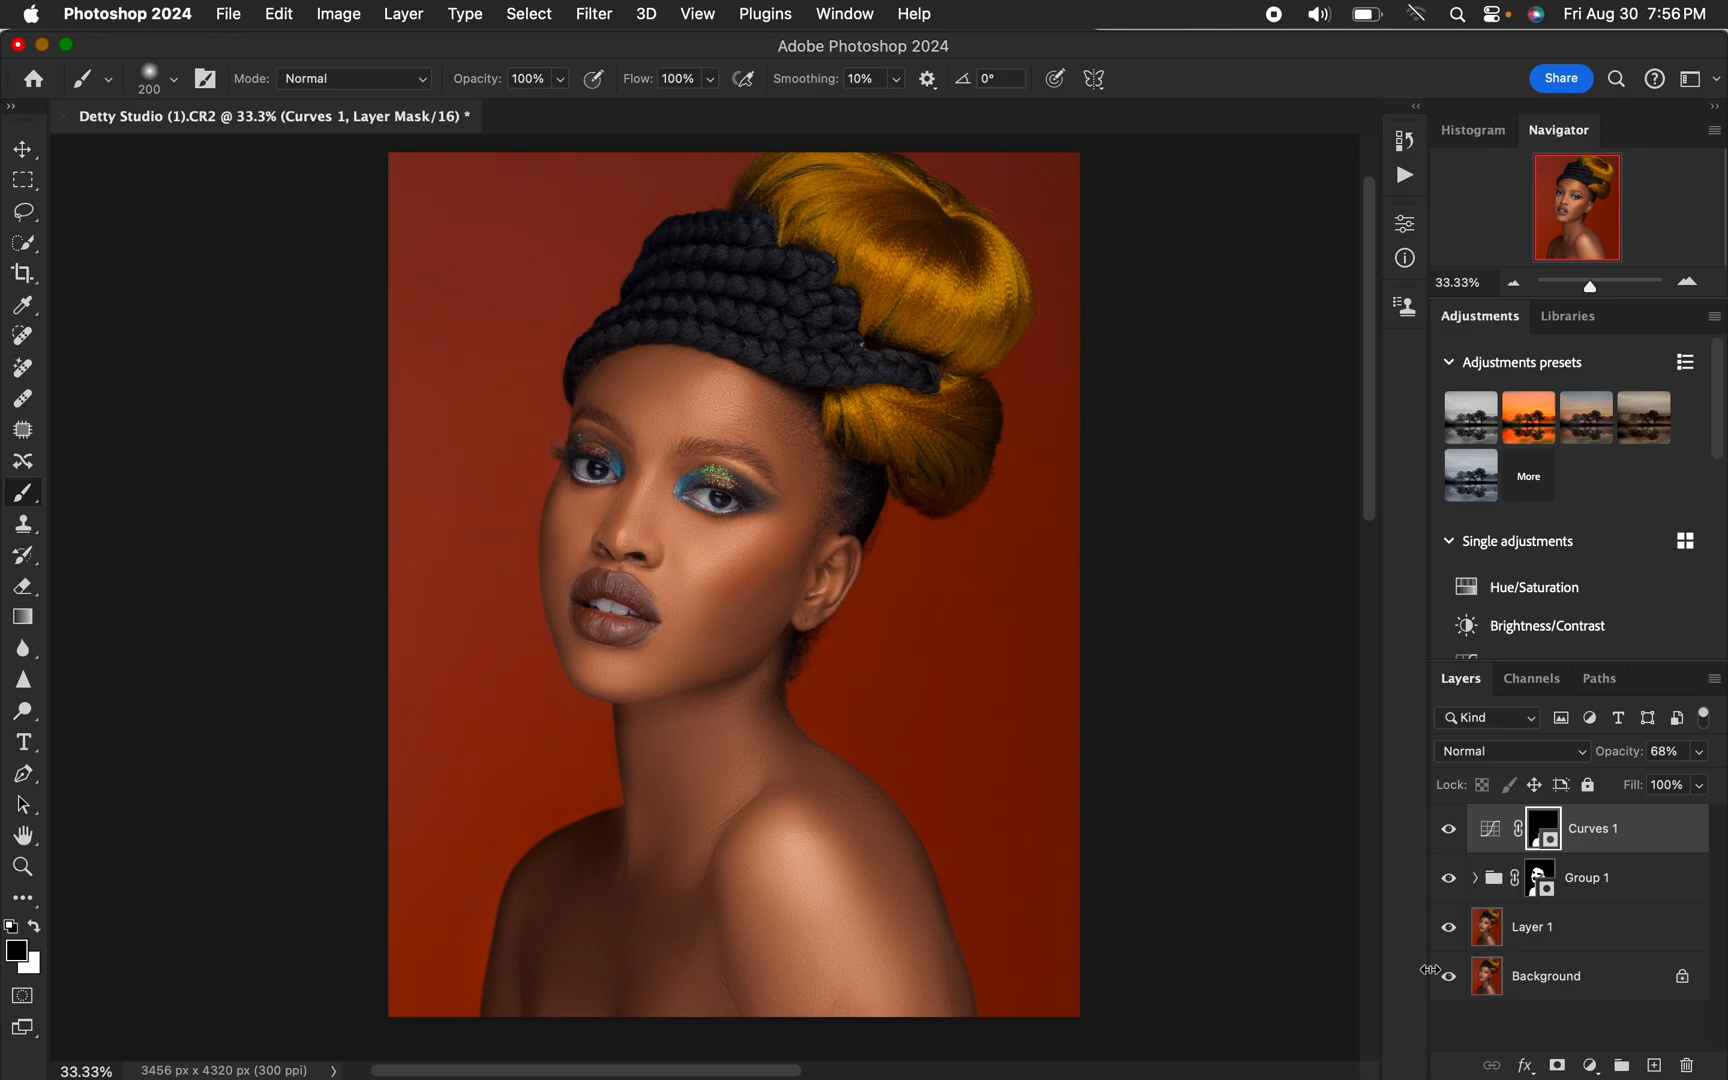 Photoshop 2024 File Edit Image Layer Type Select Filter 3D View Plugins Window Help Fri Aug 30 7:56 PM
Adobe Photoshop 2024
200 Mode: Normal Opacity: 100% Flow: 100% Smoothing: 10% 0° Share
Detty Studio (1).CR2 @ 33.3% (Curves 1, Layer Mask/16) *
Histogram Navigator
33.33%
Adjustments Libraries
Adjustments presets
More
Single adjustments
Hue/Saturation
Brightness/Contrast
Layers Channels Paths
Kind
Normal Opacity: 68%
Lock: Fill: 100%
Curves 1
Group 1
Layer 1
Background
33.33% 3456 px x 4320 px (300 ppi)